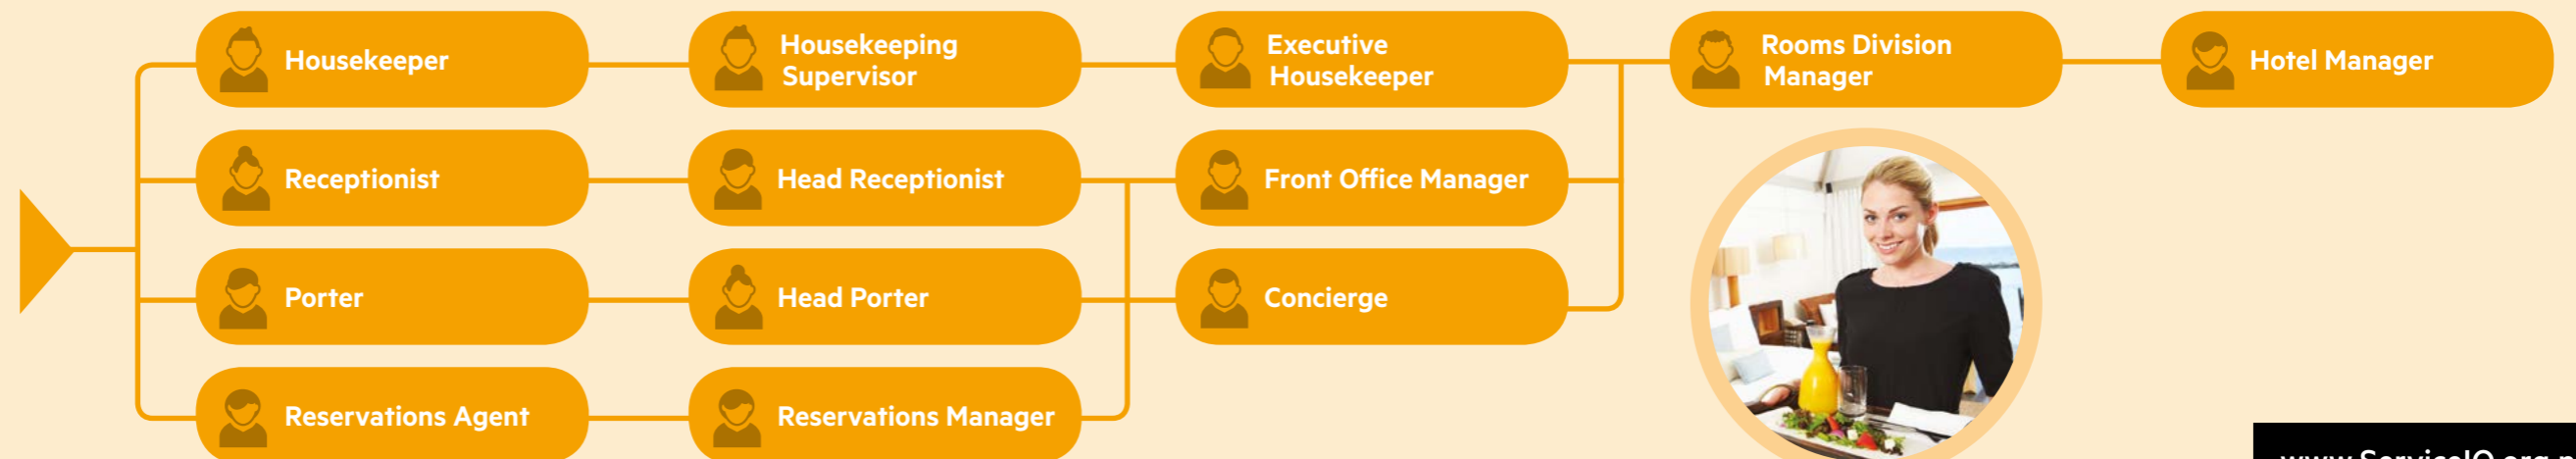 Housekeeper
Housekeeping
Supervisor
Executive
Housekeeper
Rooms Division
Manager
Hotel Manager
Receptionist
Head Receptionist
Front Office Manager
Porter
Head Porter
Concierge
Reservations Agent
Reservations Manager